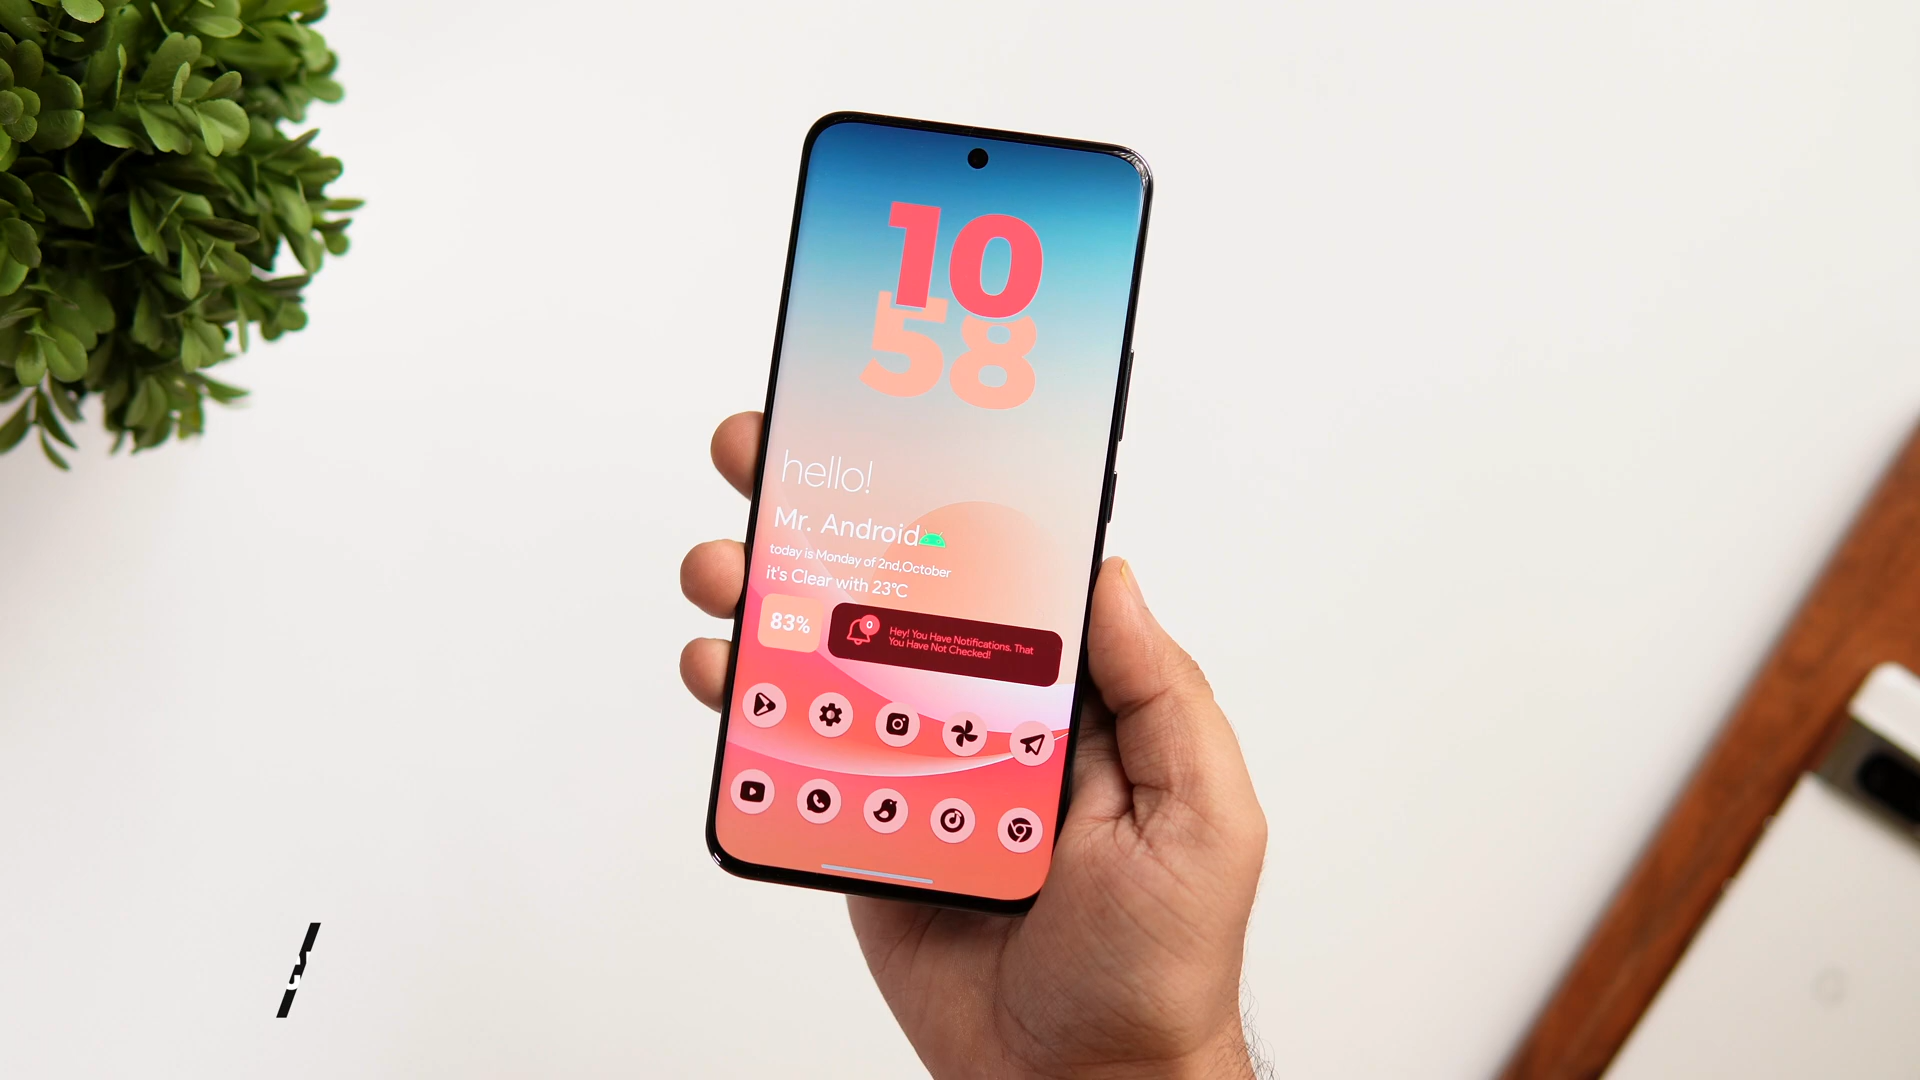 10
58
hello!
Mr. Android
today is Monday of 2nd,October
it's Clear with 23°C
83%
0
Hey! You Have Notifications. That
You Have Not Checked!